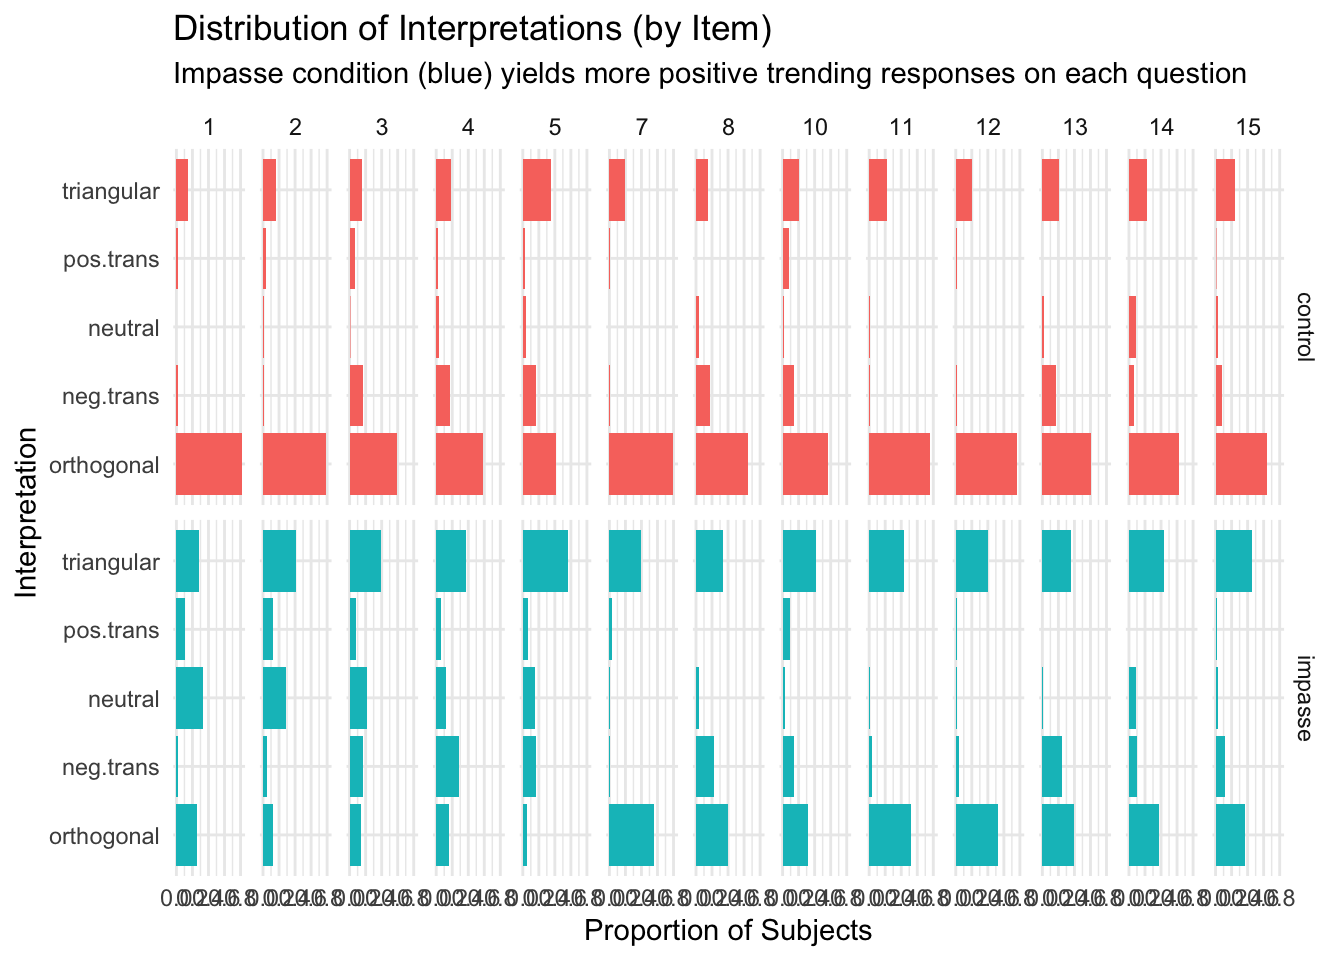 Distribution of Interpretations (by Item)
Impasse condition (blue) yields more positive trending responses on each question
1 2 3 4 5 7 8 10 11 12 13 14 15
triangular
pos.trans
neutral
neg.trans
orthogonal
control
triangular
pos.trans
neutral
neg.trans
orthogonal
impasse
Interpretation
Proportion of Subjects